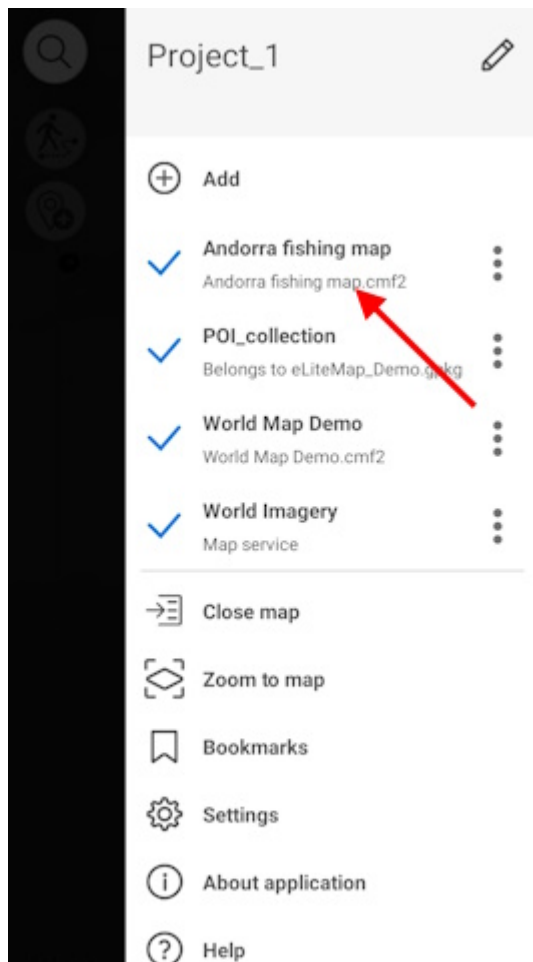 Project_1
Add
Andorra fishing map
Andorra fishing map.cmf2
POI_collection
Belongs to eLiteMap_Demo.gpkg
World Map Demo
World Map Demo.cmf2
World Imagery
Map service
Close map
Zoom to map
Bookmarks
Settings
About application
Help